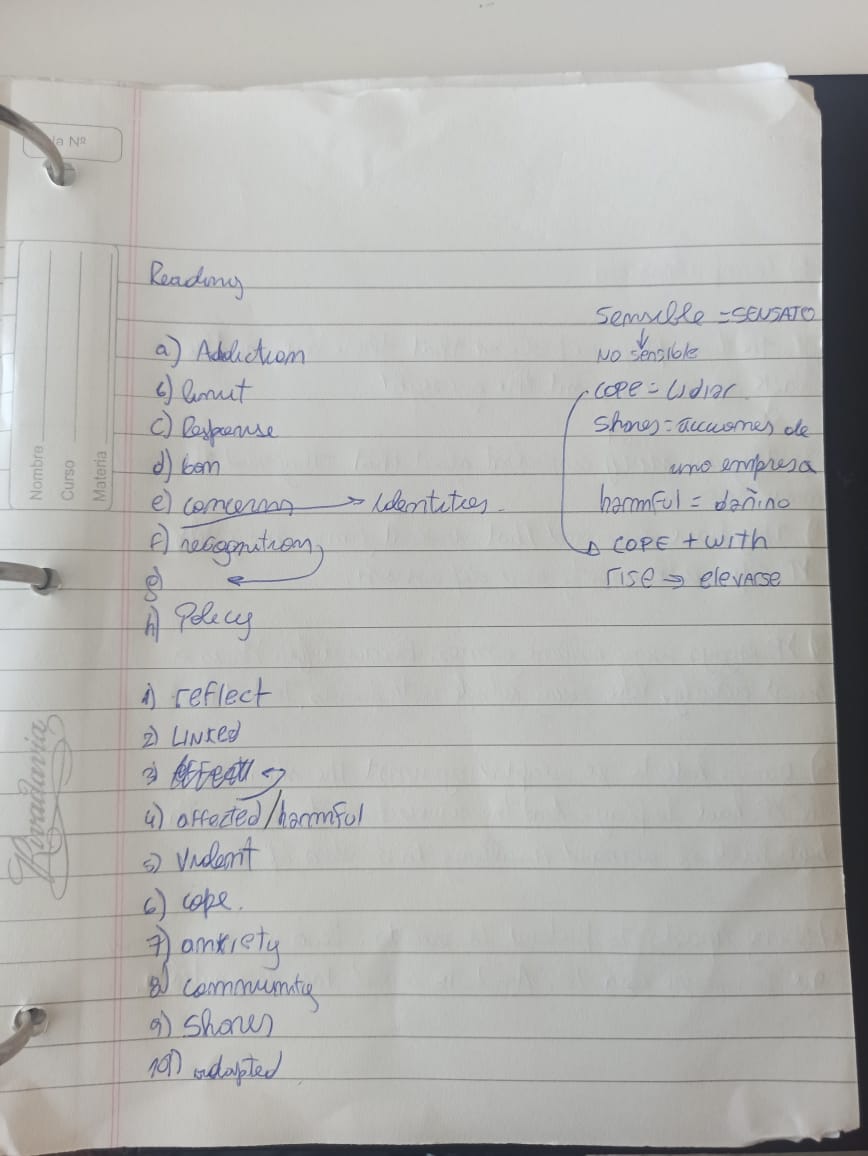 la Nº
Nombre
Curso
Materia
Rivadavia
Reading
a) Addiction
b) limit
c) Response
d) ban
e) concerns → Identities.
f) recognition
g)
h) Policy
1) reflect
2) LINKED
3) effect
4) affected/harmful
5) Violent
6) cope.
7) anxiety
8) community
9) Shares
10) adapted
Sensible = SENSATO
NO sensible
COPE = Lidiar
Shares = acciones de
una empresa
harmful = dañino
COPE + with
rise → elevarse